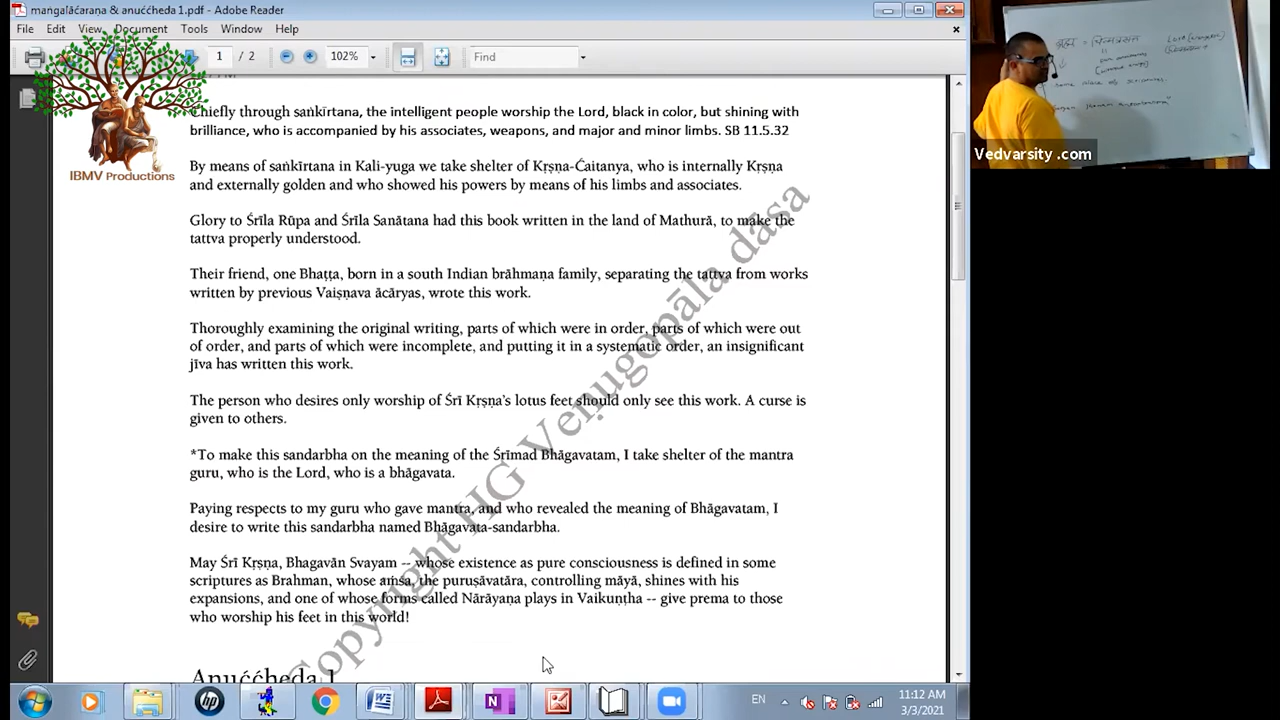 maṅgalāćaraṇa & anuććheda 1.pdf - Adobe Reader
File Edit View Document Tools Window Help
1 / 2 102% Find
Chiefly through saṅkīrtana, the intelligent people worship the Lord, black in color, but shining with
brilliance, who is accompanied by his associates, weapons, and major and minor limbs. SB 11.5.32
By means of saṅkīrtana in Kali-yuga we take shelter of Kṛṣṇa-Ćaitanya, who is internally Kṛṣṇa
and externally golden and who showed his powers by means of his limbs and associates.
Glory to Śrīla Rūpa and Śrīla Sanātana had this book written in the land of Mathurā, to make the
tattva properly understood.
Their friend, one Bhaṭṭa, born in a south Indian brāhmaṇa family, separating the tattva from works
written by previous Vaiṣnava ācāryas, wrote this work.
Thoroughly examining the original writing, parts of which were in order, parts of which were out
of order, and parts of which were incomplete, and putting it in a systematic order, an insignificant
jīva has written this work.
The person who desires only worship of Śrī Kṛṣṇa's lotus feet should only see this work. A curse is
given to others.
*To make this sandarbha on the meaning of the Śrīmad Bhāgavatam, I take shelter of the mantra
guru, who is the Lord, who is a bhāgavata.
Paying respects to my guru who gave mantra, and who revealed the meaning of Bhāgavatam, I
desire to write this sandarbha named Bhāgavata-sandarbha.
May Śrī Kṛṣṇa, Bhagavān Svayam -- whose existence as pure consciousness is defined in some
scriptures as Brahman, whose aṁśa, the puruṣāvatāra, controlling māyā, shines with his
expansions, and one of whose forms called Nārāyaṇa plays in Vaikuṇṭha -- give prema to those
who worship his feet in this world!
Anuććheda 1
Copyright HG Veṇugopāla dāsa
IBMV Productions
Vedvarsity .com
EN
11:12 AM
3/3/2021